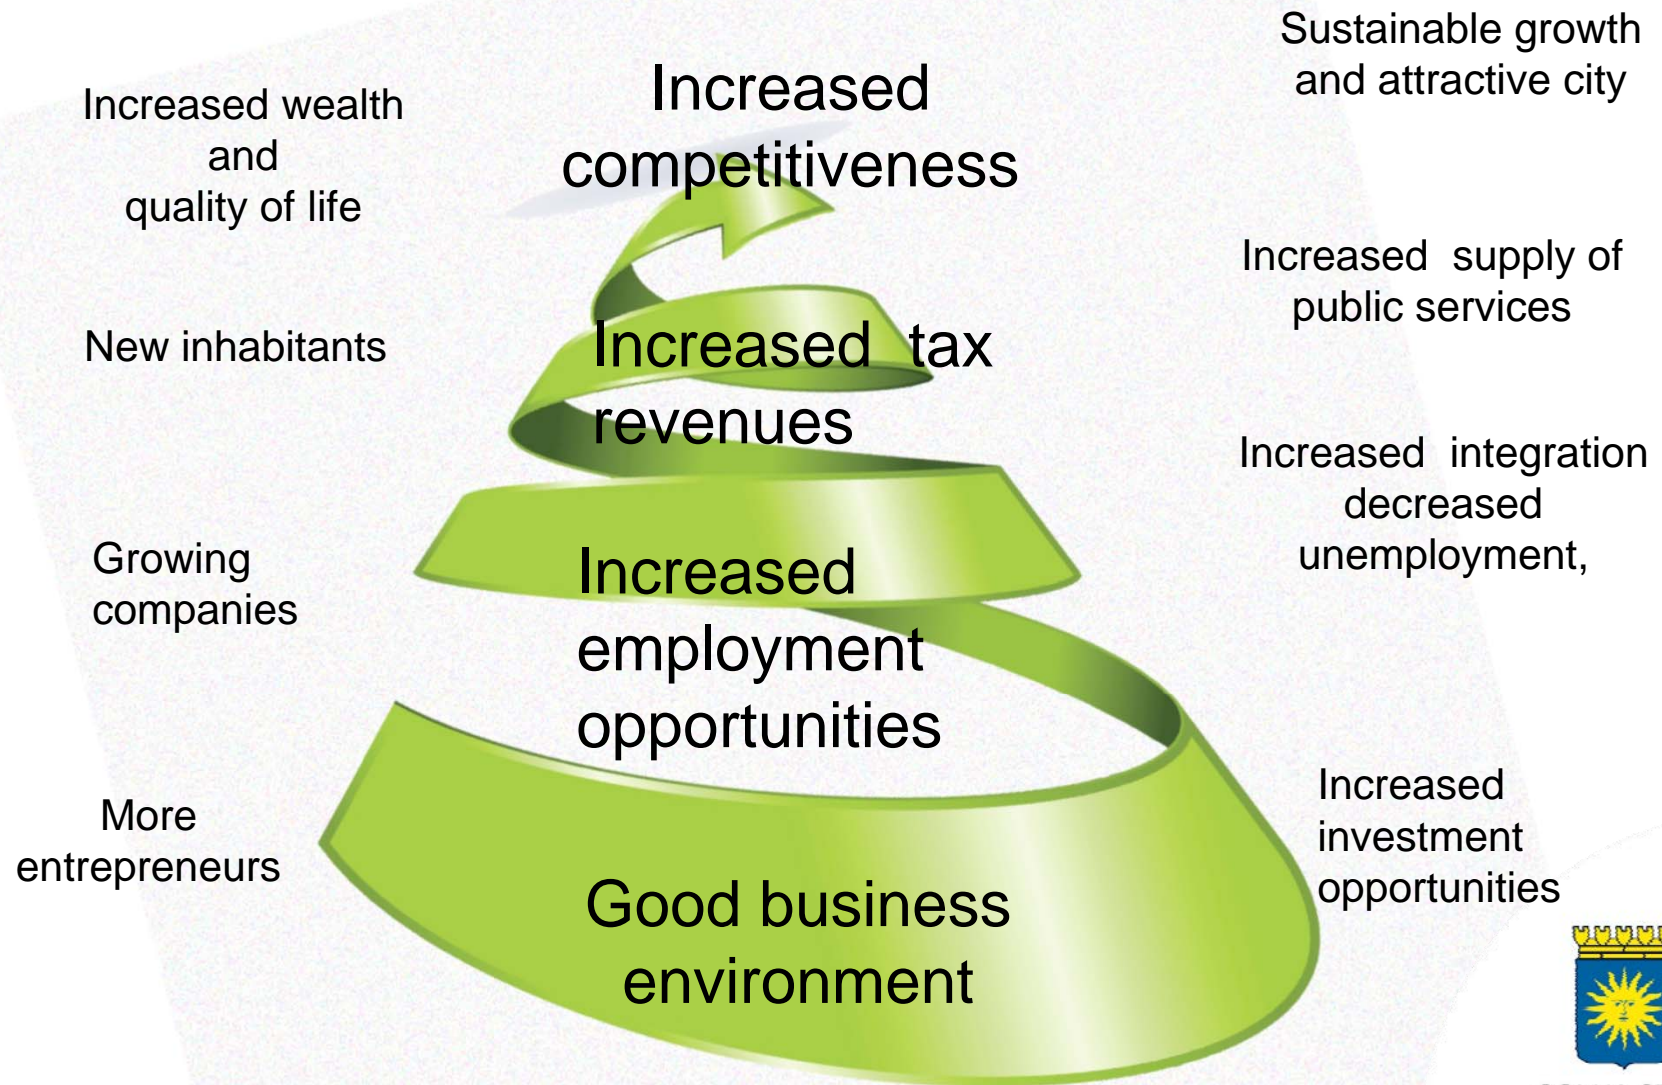 Sustainable growth
and attractive city
Increased wealth
and
quality of life
Increased
competitiveness
Increased  supply of
public services
New inhabitants
Increased  tax
revenues
Increased  integration
decreased
unemployment,
Growing
companies
Increased
employment
opportunities
More
entrepreneurs
Increased
investment
opportunities
Good business
environment